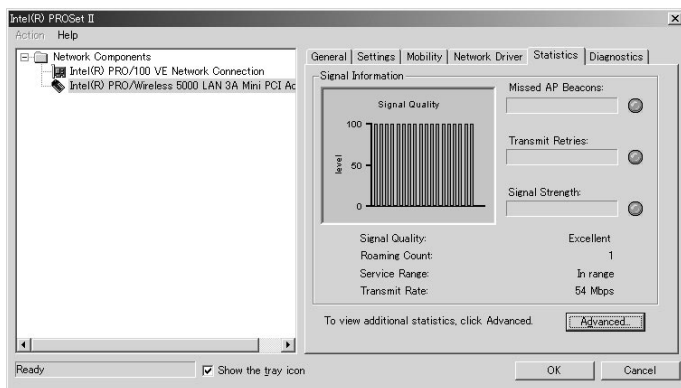 Intel(R) PROSet II
Action Help
Network Components
Intel(R) PRO/100 VE Network Connection
Intel(R) PRO/Wireless 5000 LAN 3A Mini PCI Ac
General Settings Mobility Network Driver Statistics Diagnostics
Signal Information
Signal Quality
100
50
0
level
Missed AP Beacons:
Transmit Retries:
Signal Strength:
Signal Quality: Excellent
Roaming Count: 1
Service Range: In range
Transmit Rate: 54 Mbps
To view additional statistics, click Advanced.
Advanced...
Ready
Show the tray icon
OK
Cancel